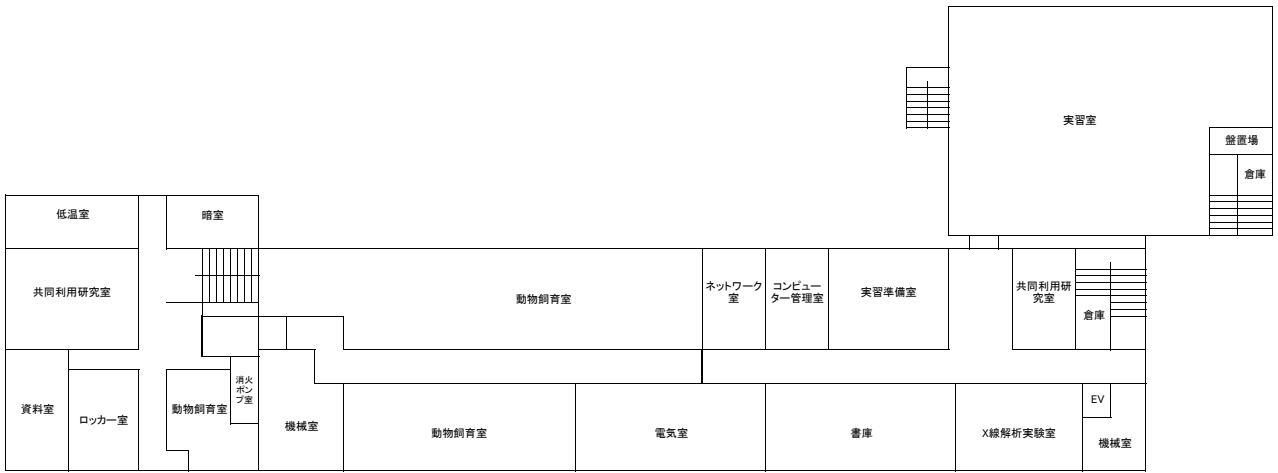 実習室
盤置場
倉庫
低温室
暗室
共同利用研究室
動物飼育室
ネットワーク
室
コンピュー
ター管理室
実習準備室
共同利用研
究室
倉庫
資料室
ロッカー室
動物飼育室
消火
ポン
プ室
機械室
動物飼育室
電気室
書庫
X線解析実験室
EV
機械室